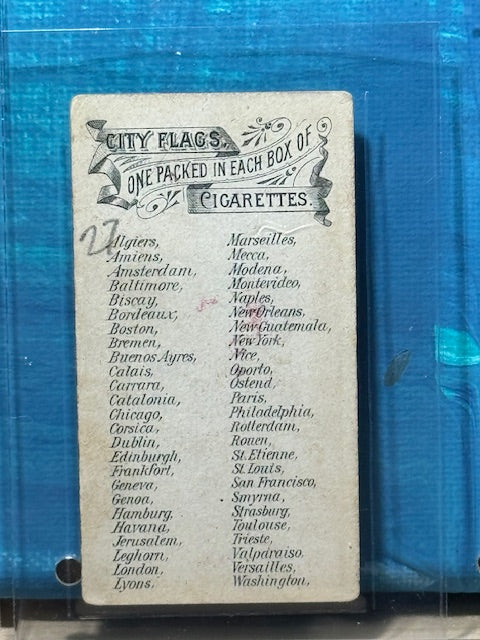 CITY FLAGS,
ONE PACKED IN EACH BOX OF
CIGARETTES.
27
Algiers,
Amiens,
Amsterdam,
Baltimore,
Biscay,
Bordeaux,
Boston,
Bremen,
Buenos Ayres,
Calais,
Carrara,
Catalonia,
Chicago,
Corsica,
Dublin,
Edinburgh,
Frankfort,
Geneva,
Genoa,
Hamburg,
Havana,
Jerusalem,
Leghorn,
London,
Lyons,
Marseilles,
Mecca,
Modena,
Montevideo,
Naples,
New Orleans,
New Guatemala,
New York,
Nice,
Oporto,
Ostend,
Paris,
Philadelphia,
Rotterdam,
Rouen,
St. Etienne,
St. Louis,
San Francisco,
Smyrna,
Strasburg,
Toulouse,
Trieste,
Valparaiso.
Versailles,
Washington,